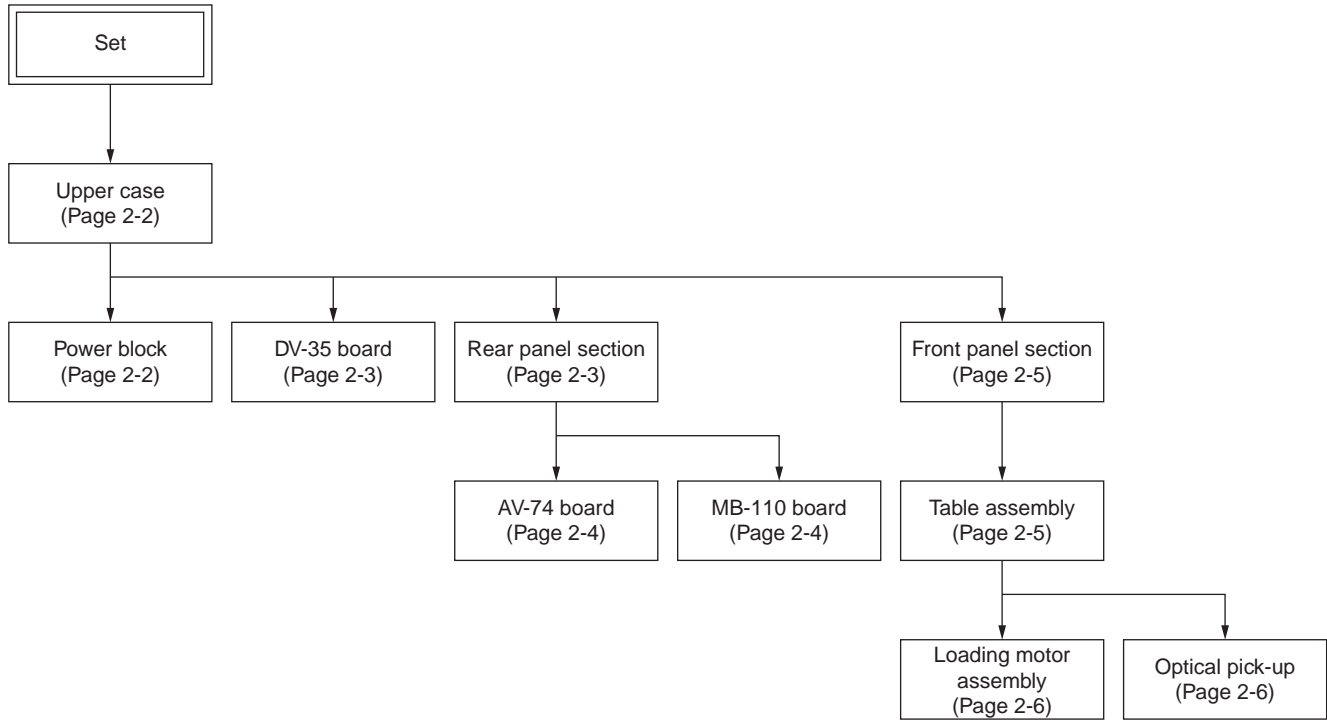 Set
Upper case
(Page 2-2)
Power block
(Page 2-2)
DV-35 board
(Page 2-3)
Rear panel section
(Page 2-3)
Front panel section
(Page 2-5)
AV-74 board
(Page 2-4)
MB-110 board
(Page 2-4)
Table assembly
(Page 2-5)
Loading motor
assembly
(Page 2-6)
Optical pick-up
(Page 2-6)